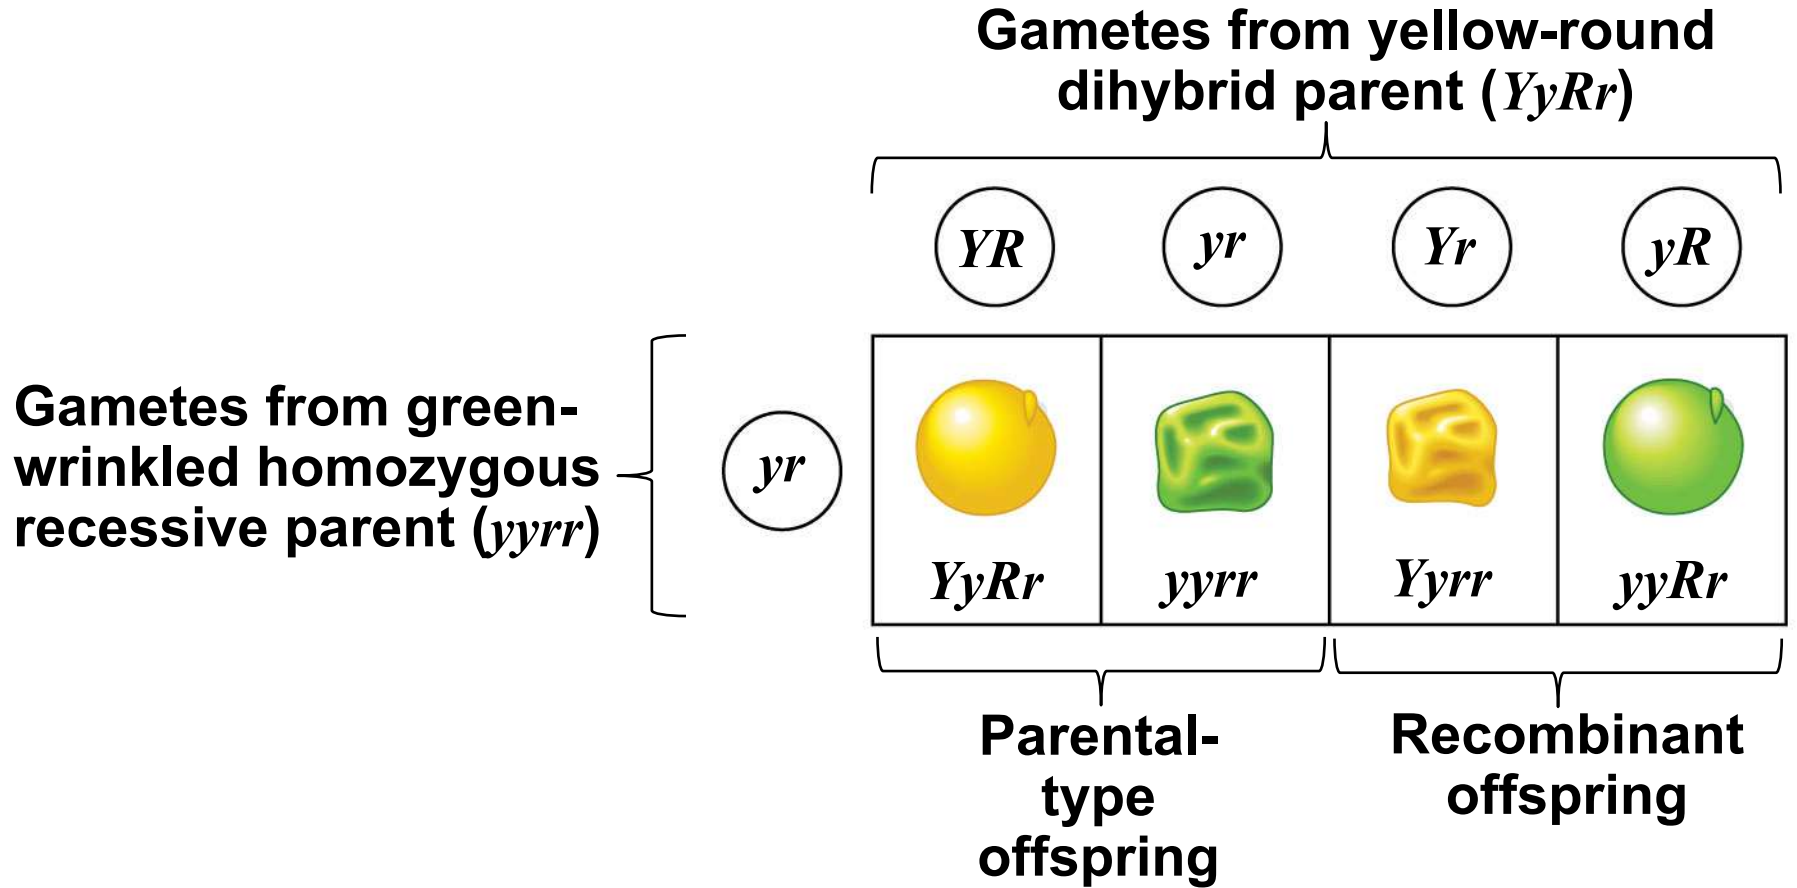 Gametes from yellow-round
dihybrid parent (YyRr)
YR
yr
Yr
yR
Gametes from green-
wrinkled homozygous
recessive parent (yyrr)
yr
YyRr
yyrr
Yyrr
yyRr
Parental-
type
offspring
Recombinant
offspring